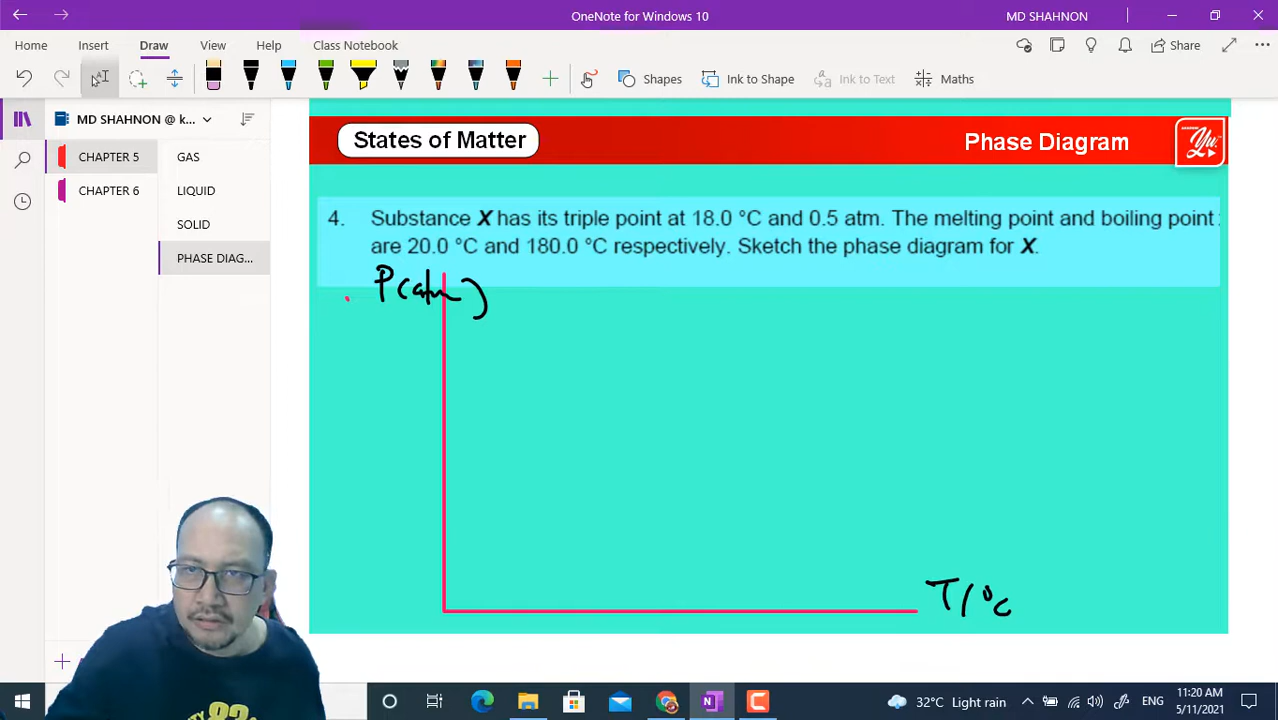 OneNote for Windows 10
MD SHAHNON
Home
Insert
Draw
View
Help
Class Notebook
Share
Shapes
Ink to Shape
Ink to Text
Maths
MD SHAHNON @ k...
CHAPTER 5
CHAPTER 6
GAS
LIQUID
SOLID
PHASE DIAG...
States of Matter
Phase Diagram
4. Substance X has its triple point at 18.0 °C and 0.5 atm. The melting point and boiling point
are 20.0 °C and 180.0 °C respectively. Sketch the phase diagram for X.
P(atm)
T/°C
32°C Light rain
ENG
11:20 AM
5/11/2021